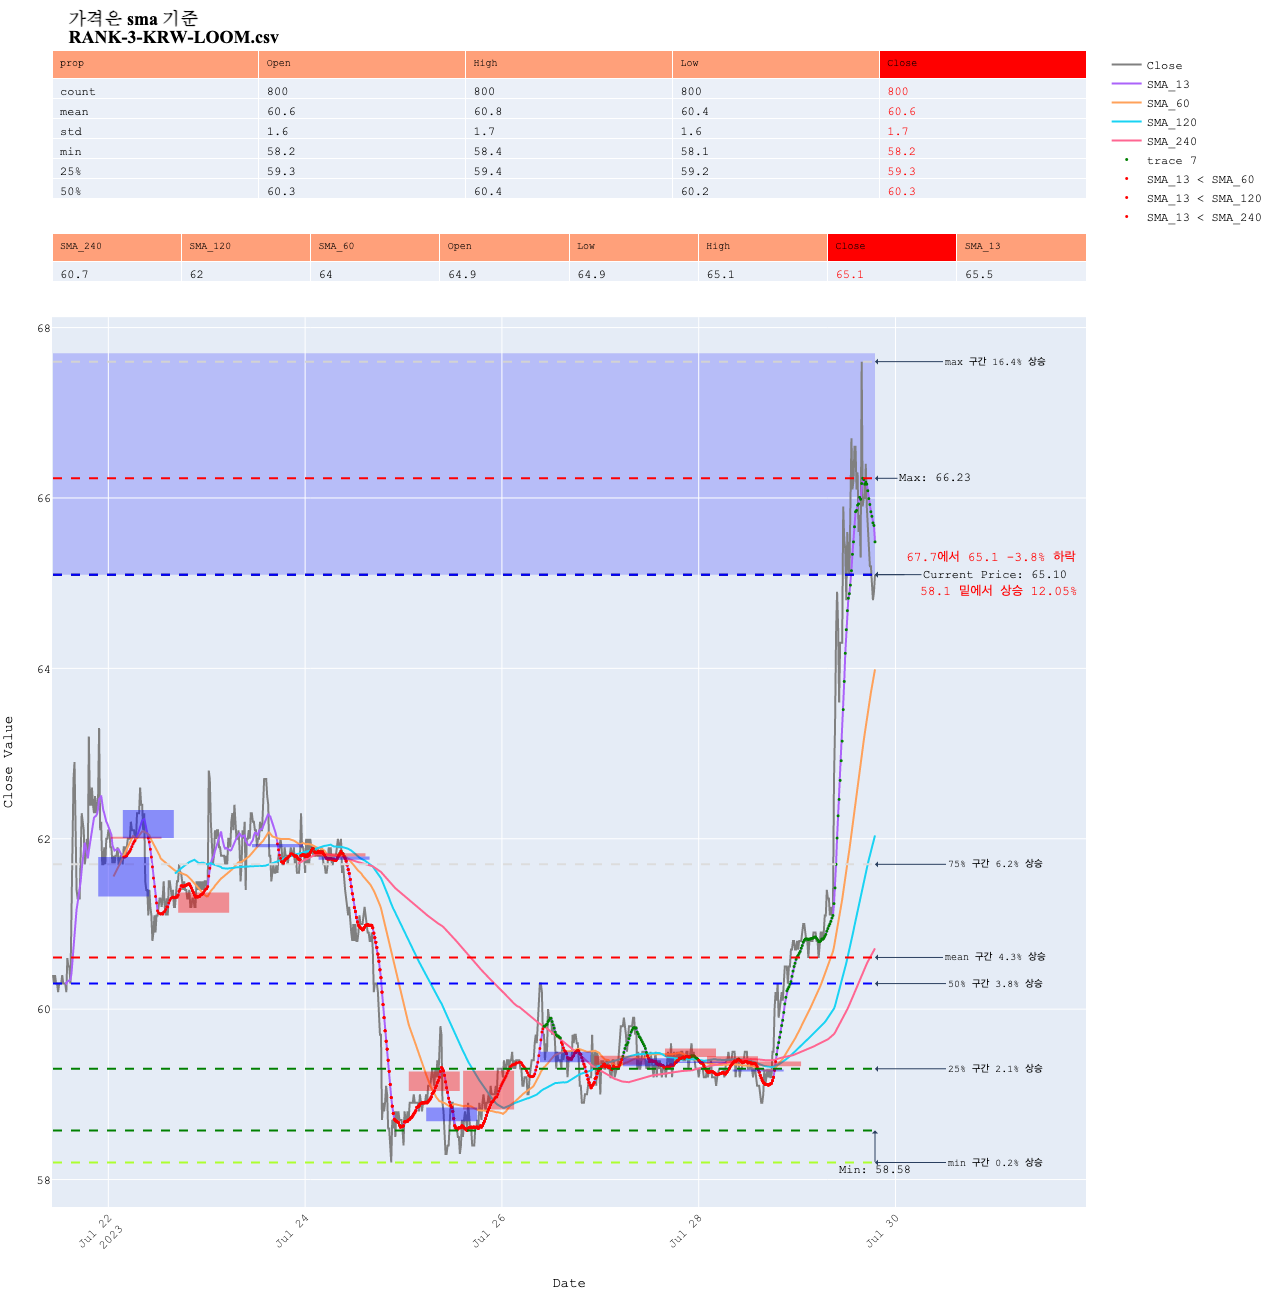 가격은 sma 기준
RANK-3-KRW-LOOM.csv
prop Open High Low Close
count 800 800 800 800
mean 60.6 60.8 60.4 60.6
std 1.6 1.7 1.6 1.7
min 58.2 58.4 58.1 58.2
25% 59.3 59.4 59.2 59.3
50% 60.3 60.4 60.2 60.3
SMA_240 SMA_120 SMA_60 Open Low High Close SMA_13
60.7 62 64 64.9 64.9 65.1 65.1 65.5
Close
SMA_13
SMA_60
SMA_120
SMA_240
trace 7
SMA_13 < SMA_60
SMA_13 < SMA_120
SMA_13 < SMA_240
Close Value
68
66
64
62
60
58
max 구간 16.4% 상승
Max: 66.23
67.7에서 65.1 -3.8% 하락
Current Price: 65.10
58.1 밑에서 상승 12.05%
75% 구간 6.2% 상승
mean 구간 4.3% 상승
50% 구간 3.8% 상승
25% 구간 2.1% 상승
min 구간 0.2% 상승
Min: 58.58
Jul 22
2023
Jul 24
Jul 26
Jul 28
Jul 30
Date